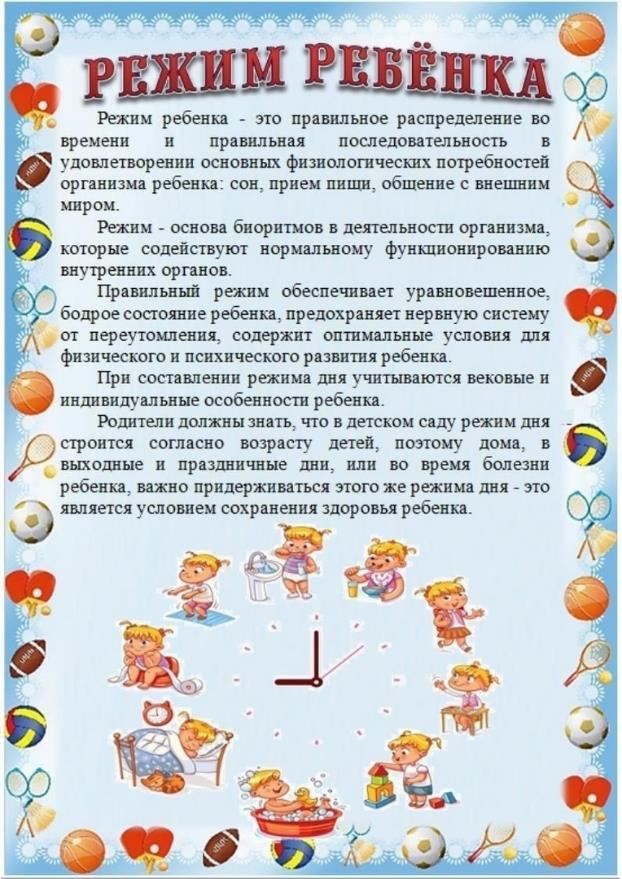 РЕЖИМ РЕБЁНКА
Режим ребенка - это правильное распределение во
времени и правильная последовательность в
удовлетворении основных физиологических потребностей
организма ребенка: сон, прием пищи, общение с внешним
миром.
Режим - основа биоритмов в деятельности организма,
которые содействуют нормальному функционированию
внутренних органов.
Правильный режим обеспечивает уравновешенное,
бодрое состояние ребенка, предохраняет нервную систему
от переутомления, содержит оптимальные условия для
физического и психического развития ребенка.
При составлении режима дня учитываются вековые и
индивидуальные особенности ребенка.
Родители должны знать, что в детском саду режим дня
строится согласно возрасту детей, поэтому дома, в
выходные и праздничные дни, или во время болезни
ребенка, важно придерживаться этого же режима дня - это
является условием сохранения здоровья ребенка.